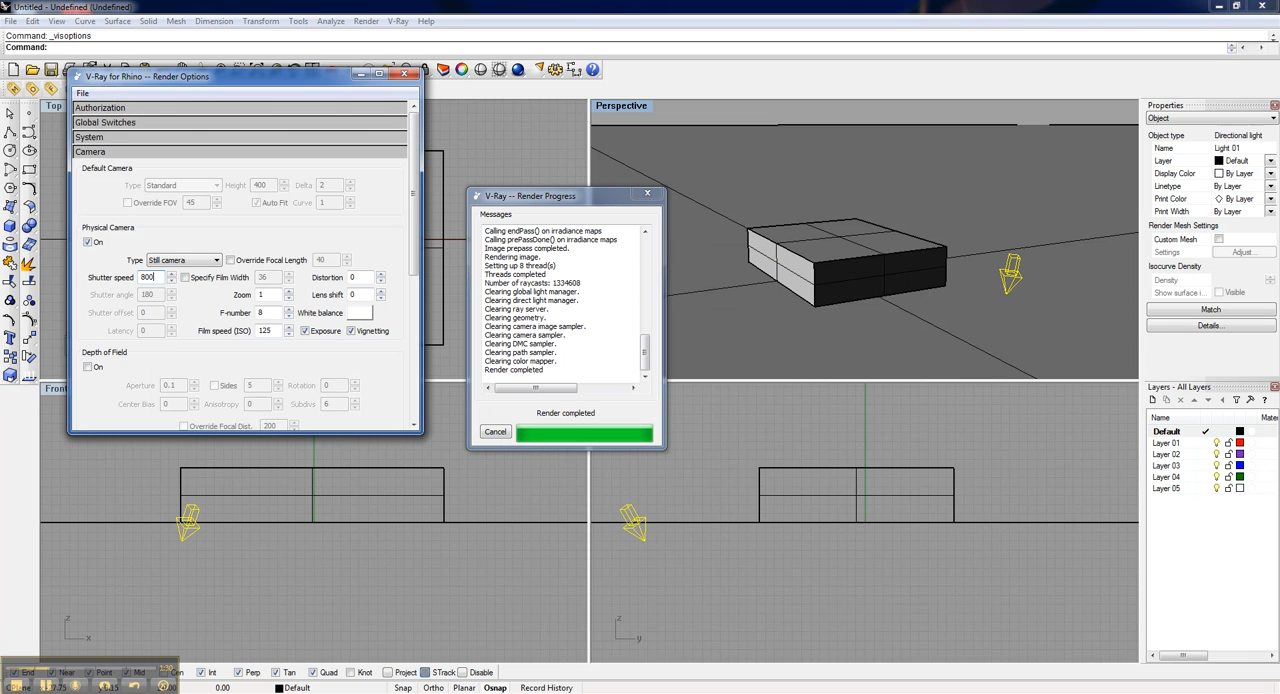 Untitled - Undefined (Undefined)
File Edit View Curve Surface Solid Mesh Dimension Transform Tools Analyze Render V-Ray Help
Command: _visoptions
Command:
V-Ray for Rhino -- Render Options
File
Authorization
Global Switches
System
Camera
Default Camera
Type Standard Height 400 Delta 2
Override FOV 45 Auto Fit Curve 1
Physical Camera
On
Type Still camera Override Focal Length 40
Shutter speed 800 Specify Film Width 36 Distortion 0
Shutter angle 180 Zoom 1 Lens shift 0
Shutter offset 0 F-number 8 White balance
Latency 0 Film speed (ISO) 125 Exposure Vignetting
Depth of Field
On
Aperture 0.1 Sides 5 Rotation 0
Center Bias 0 Anisotropy 0 Subdivs 6
Override Focal Dist. 200
Top
Perspective
Front
V-Ray -- Render Progress
Messages
Calling endPass() on irradiance maps
Calling prePassDone() on irradiance maps
Image prepass completed.
Rendering image.
Setting up 8 thread(s)
Threads completed
Number of raycasts: 1334608
Clearing global light manager.
Clearing direct light manager.
Clearing ray server.
Clearing geometry.
Clearing camera image sampler.
Clearing camera sampler.
Clearing DMC sampler.
Clearing path sampler.
Clearing color mapper.
Render completed
Render completed
Cancel
z
x
z
y
Properties
Object
Object type Directional light
Name Light 01
Layer Default
Display Color By Layer
Linetype By Layer
Print Color By Layer
Print Width By Layer
Render Mesh Settings
Custom Mesh
Settings Adjust...
Isocurve Density
Density
Show surface i... Visible
Match
Details...
Layers - All Layers
Name Mater
Default
Layer 01
Layer 02
Layer 03
Layer 04
Layer 05
End Near Point Mid Cen Int Perp Tan Quad Knot Project STrack Disable
1:30
0.00 Default Snap Ortho Planar Osnap Record History